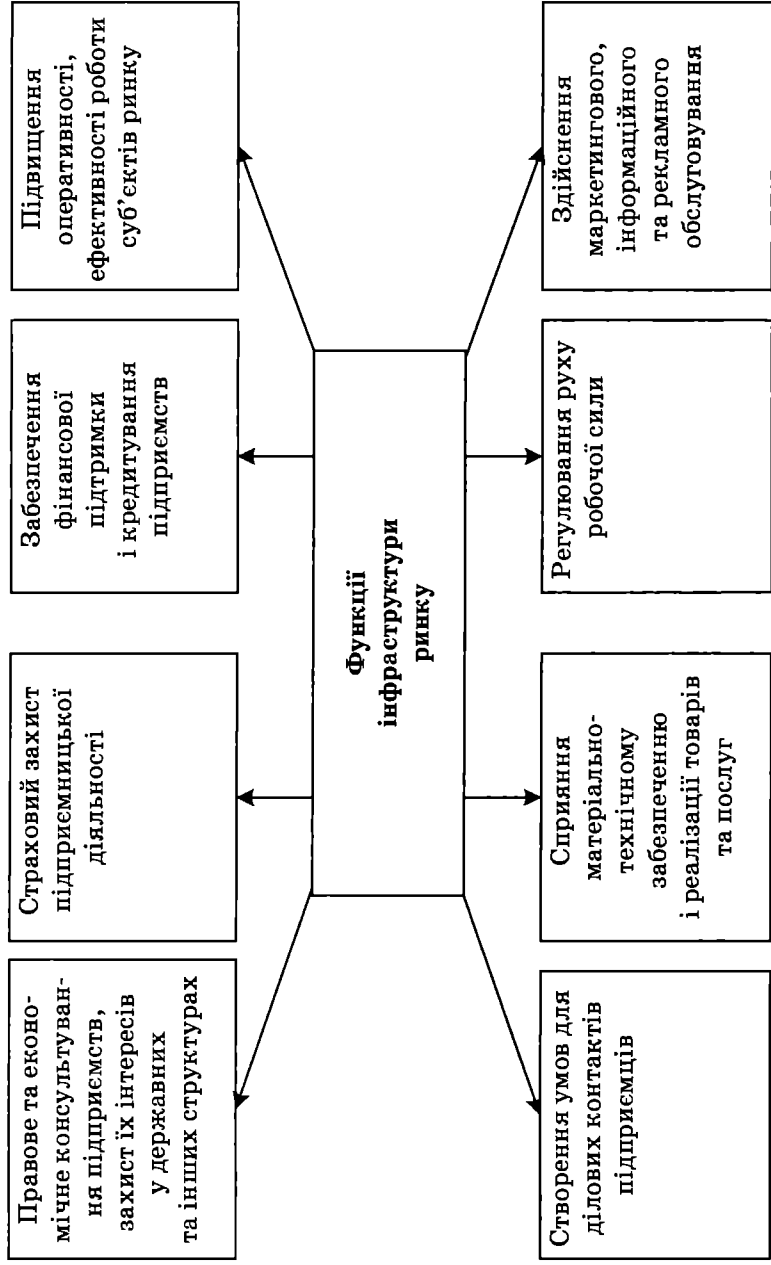 Правове та еконо-
мічне консультуван-
ня підприємств,
захист їх інтересів
у державних
та інших структурах
Страховий захист
підприємницької
діяльності
Забезпечення
фінансової
підтримки
і кредитування
підприємств
Підвищення
оперативності,
ефективності роботи
суб’єктів ринку
Функції
інфраструктури
ринку
Створення умов для
ділових контактів
підприємців
Сприяння
матеріально-
технічному
забезпеченню
і реалізації товарів
та послуг
Регулювання руху
робочої сили
Здійснення
маркетингового,
інформаційного
та рекламного
обслуговування